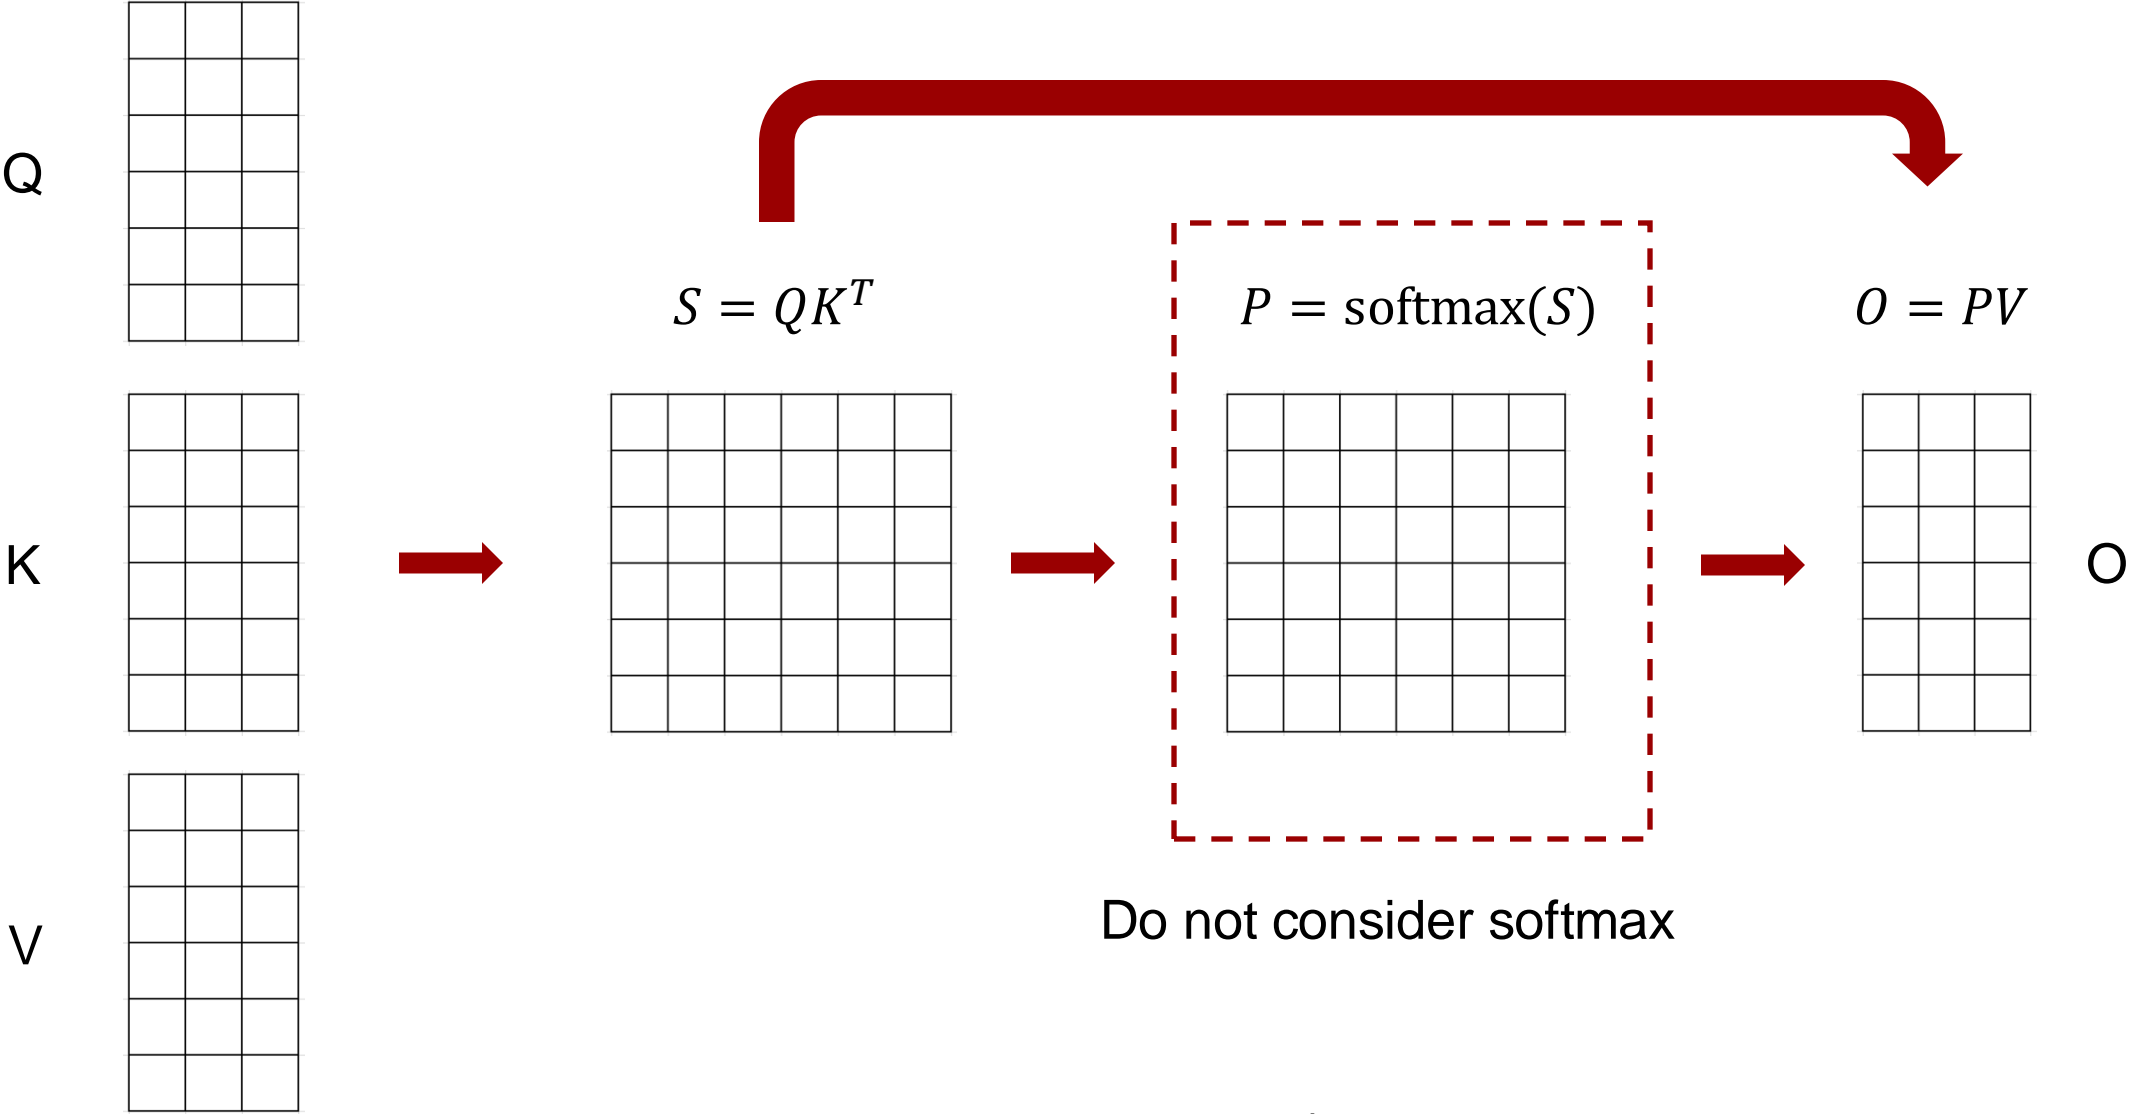 Q
K
V
S = QK^T
P = softmax(S)
O = PV
O
Do not consider softmax